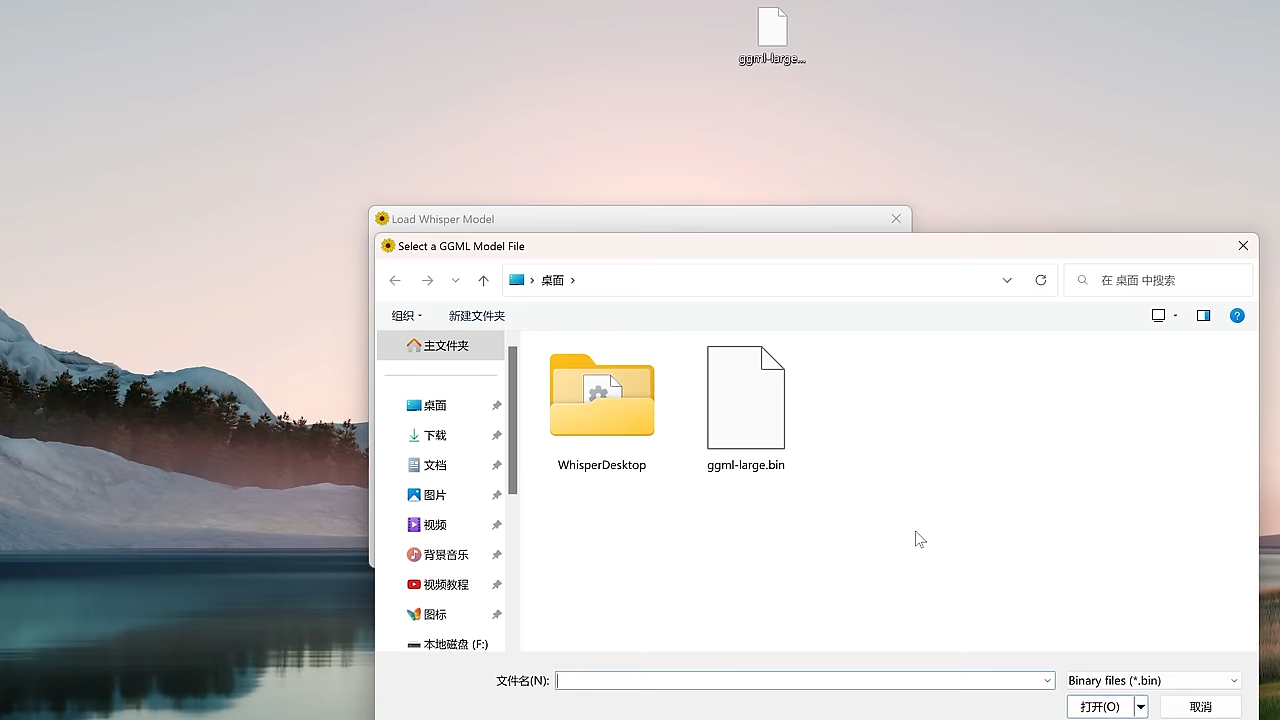 ggml-large...
Load Whisper Model
Select a GGML Model File
桌面
在 桌面 中搜索
组织
新建文件夹
主文件夹
桌面
下载
文档
图片
视频
背景音乐
视频教程
图标
本地磁盘 (F:)
WhisperDesktop
ggml-large.bin
文件名(N):
Binary files (*.bin)
打开(O)
取消